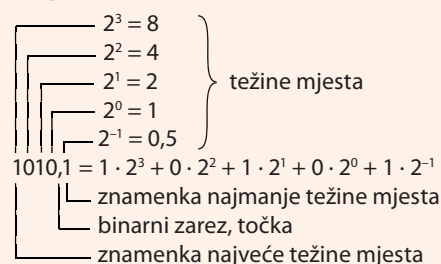 2³ = 8
2² = 4
2¹ = 2
2⁰ = 1
2⁻¹ = 0,5
težine mjesta
1010,1 = 1 · 2³ + 0 · 2² + 1 · 2¹ + 0 · 2⁰ + 1 · 2⁻¹
znamenka najmanje težine mjesta
binarni zarez, točka
znamenka najveće težine mjesta